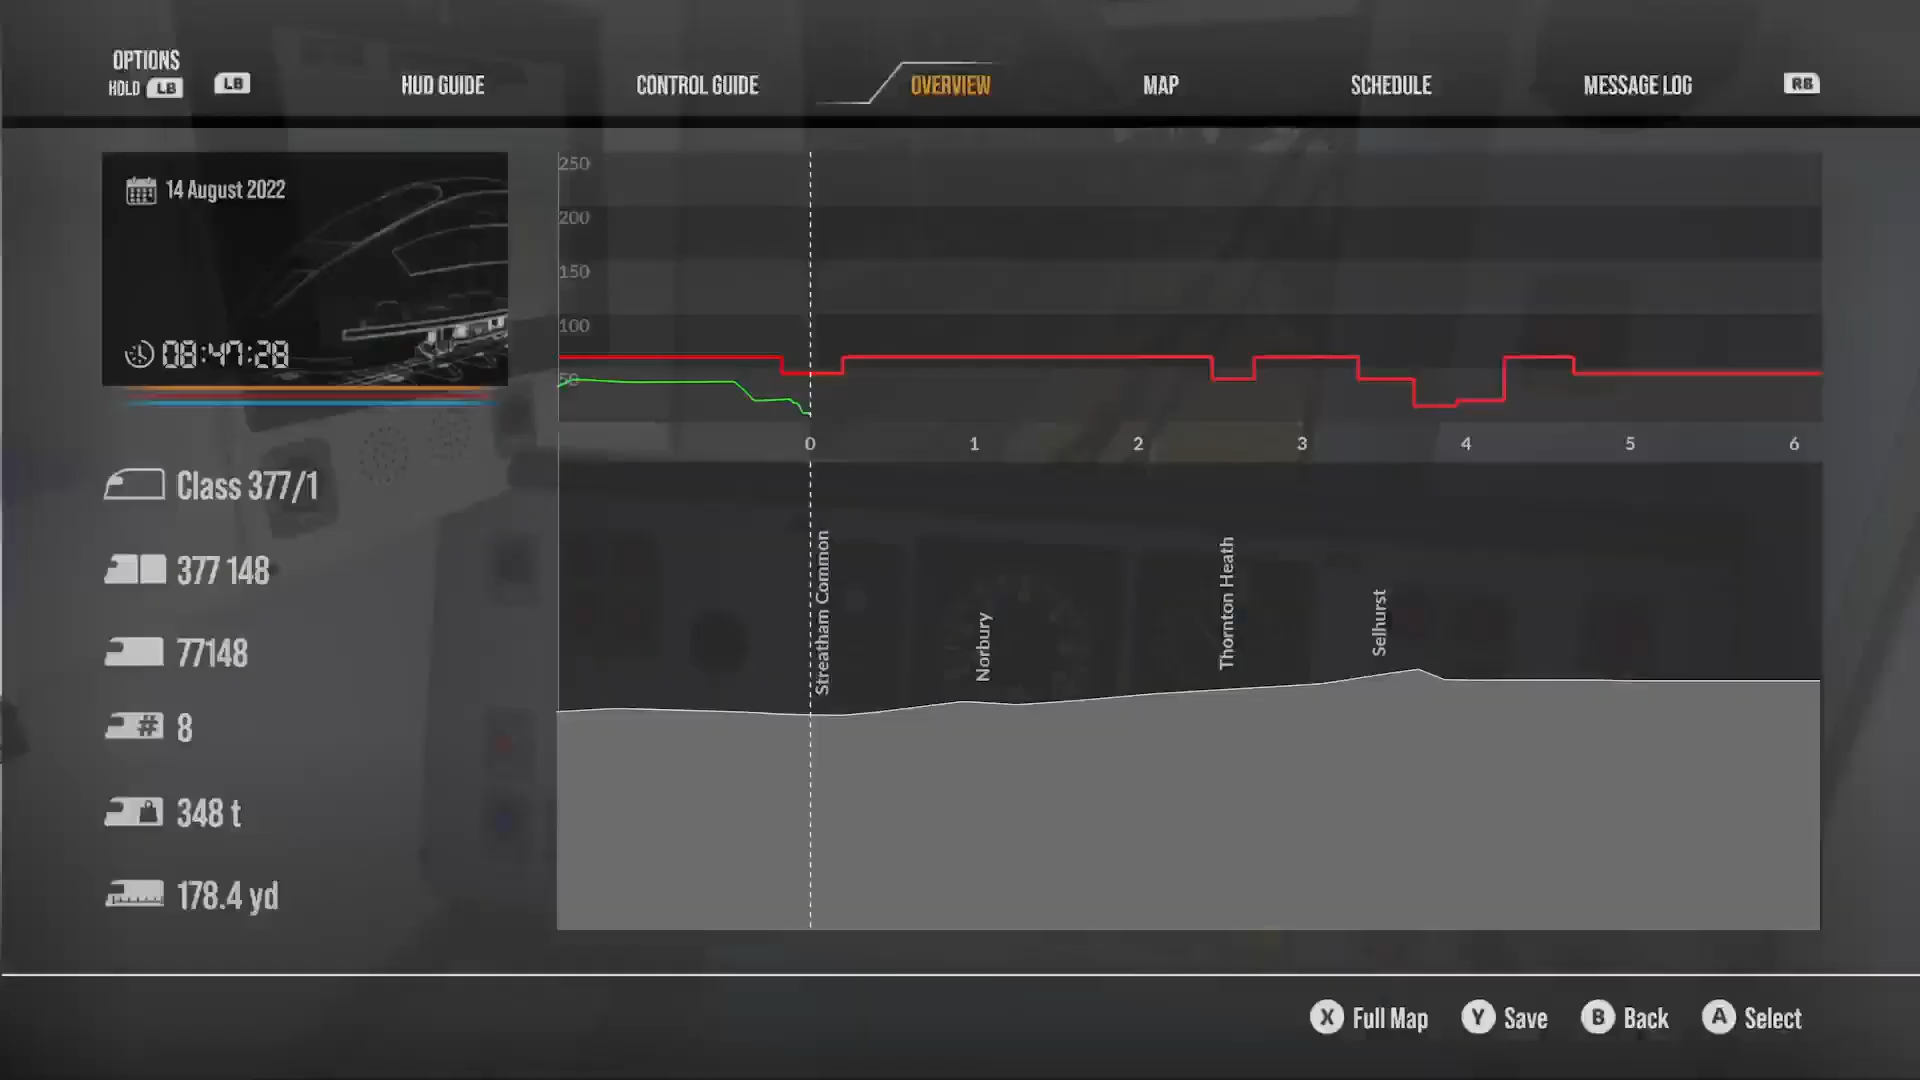 OPTIONS
HOLD LB
LB
HUD GUIDE
CONTROL GUIDE
OVERVIEW
MAP
SCHEDULE
MESSAGE LOG
RB
14 August 2022
08:47:28
Class 377/1
377 148
77148
# 8
348 t
178.4 yd
250
200
150
100
50
0 1 2 3 4 5 6
Streatham Common
Norbury
Thornton Heath
Selhurst
X Full Map
Y Save
B Back
A Select